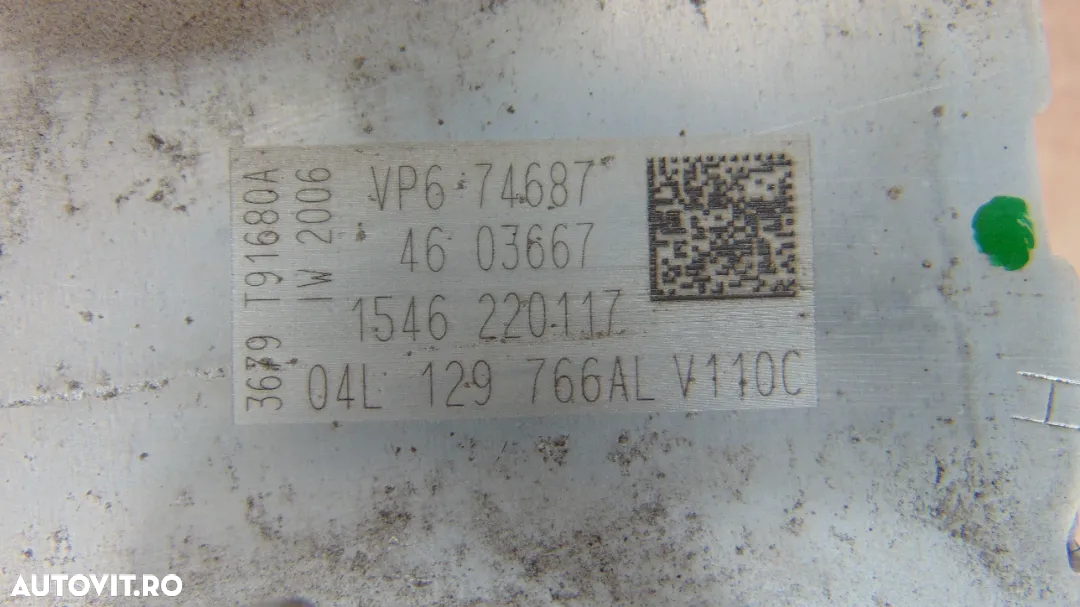 VP6 74687
46 03667
1546 220117
04L 129 766AL V110C
3679 T91680A
IW 2006
AUTOVIT.RO